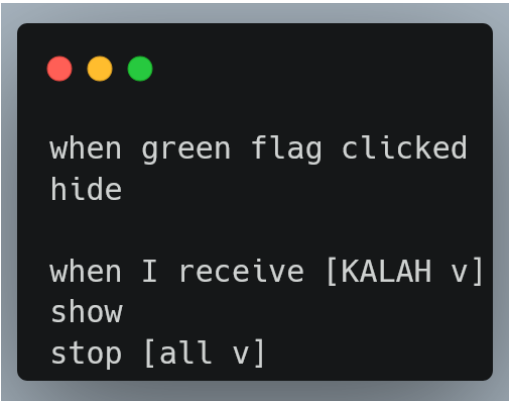 when green flag clicked
hide
when I receive [KALAH v]
show
stop [all v]